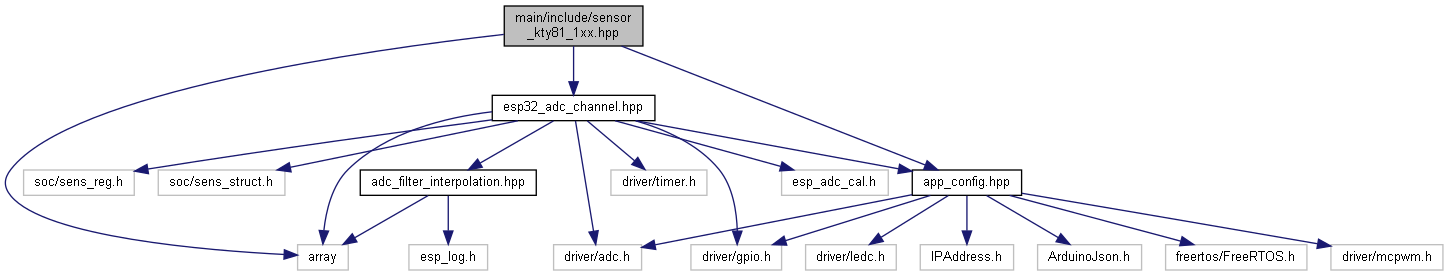 main/include/sensor
_kty81_1xx.hpp
esp32_adc_channel.hpp
soc/sens_reg.h
soc/sens_struct.h
adc_filter_interpolation.hpp
driver/timer.h
esp_adc_cal.h
app_config.hpp
array
esp_log.h
driver/adc.h
driver/gpio.h
driver/ledc.h
IPAddress.h
ArduinoJson.h
freertos/FreeRTOS.h
driver/mcpwm.h